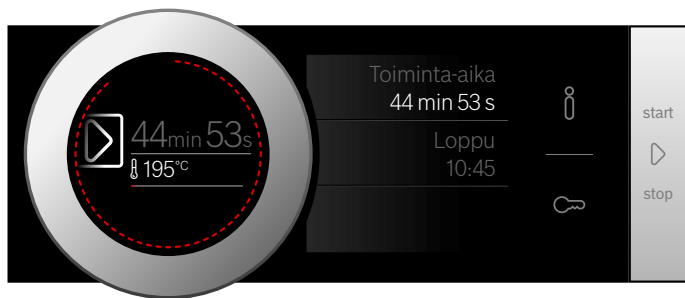 44min 53s
195°C
Toiminta-aika
44 min 53 s
Loppu
10:45
start
stop